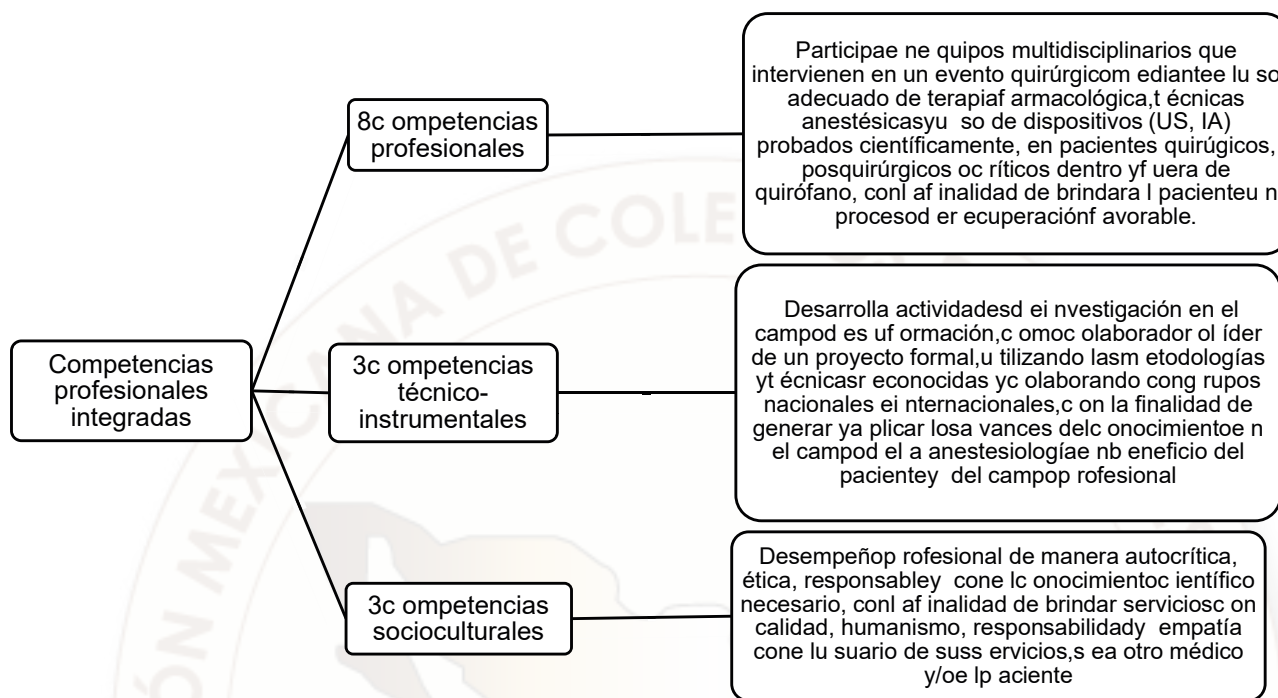 Competencias
profesionales
integradas
8c ompetencias
profesionales
Participae ne quipos multidisciplinarios que
intervienen en un evento quirúrgicom ediantee lu so
adecuado de terapiaf armacológica,t écnicas
anestésicasyu so de dispositivos (US, IA)
probados científicamente, en pacientes quirúgicos,
posquirúrgicos oc ríticos dentro yf uera de
quirófano, conl af inalidad de brindara l pacienteu n
procesod er ecuperaciónf avorable.
3c ompetencias
técnico-
instrumentales
Desarrolla actividadesd ei nvestigación en el
campod es uf ormación,c omoc olaborador ol íder
de un proyecto formal,u tilizando lasm etodologías
yt écnicasr econocidas yc olaborando cong rupos
nacionales ei nternacionales,c on la finalidad de
generar ya plicar losa vances delc onocimientoe n
el campod el a anestesiologíae nb eneficio del
pacientey del campop rofesional
3c ompetencias
socioculturales
Desempeñop rofesional de manera autocrítica,
ética, responsabley cone lc onocimientoc ientífico
necesario, conl af inalidad de brindar serviciosc on
calidad, humanismo, responsabilidady empatía
cone lu suario de suss ervicios,s ea otro médico
y/oe lp aciente
ÓN MEXICANA DE COLE